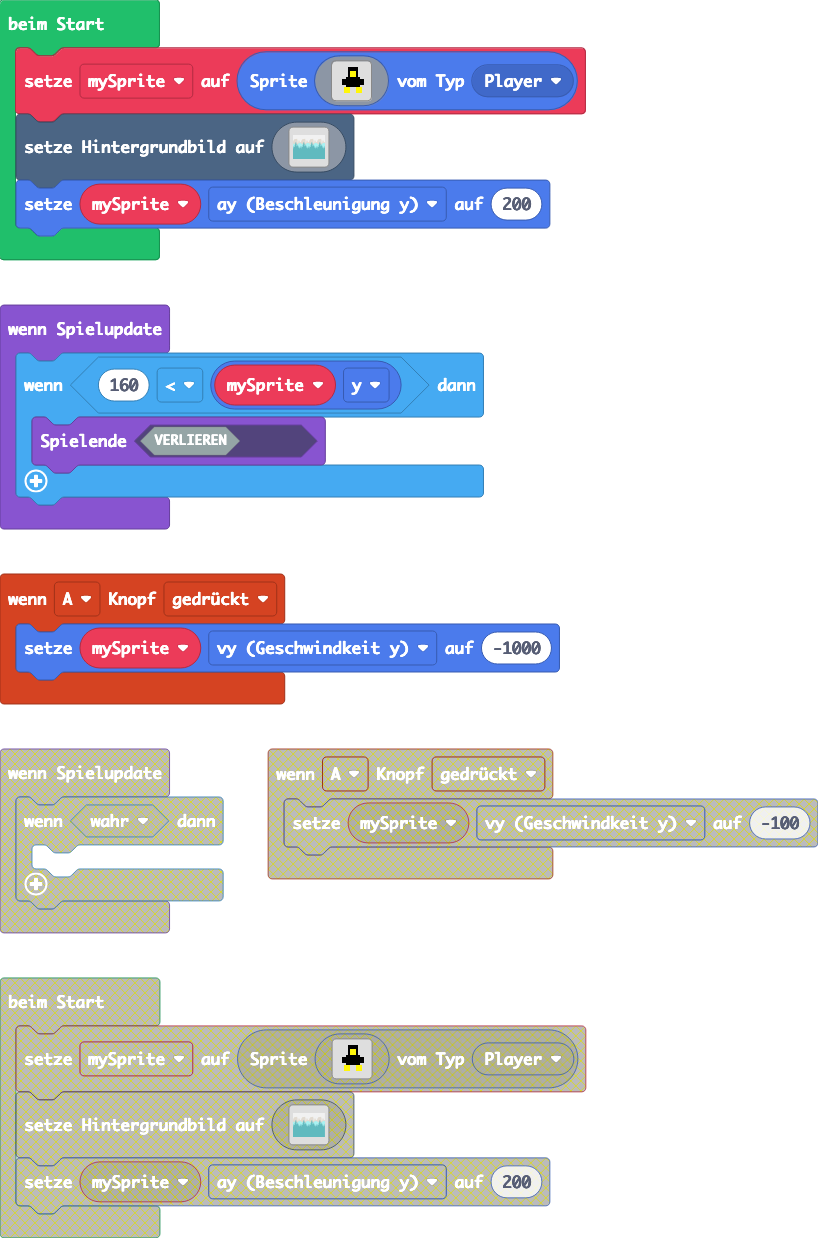 beim Start
setze mySprite auf Sprite vom Typ Player
setze Hintergrundbild auf
setze mySprite ay (Beschleunigung y) auf 200
wenn Spielupdate
wenn 160 < mySprite y dann
Spielende VERLIEREN
wenn A Knopf gedrückt
setze mySprite vy (Geschwindkeit y) auf -1000
wenn Spielupdate
wenn wahr dann
wenn A Knopf gedrückt
setze mySprite vy (Geschwindkeit y) auf -100
beim Start
setze mySprite auf Sprite vom Typ Player
setze Hintergrundbild auf
setze mySprite ay (Beschleunigung y) auf 200